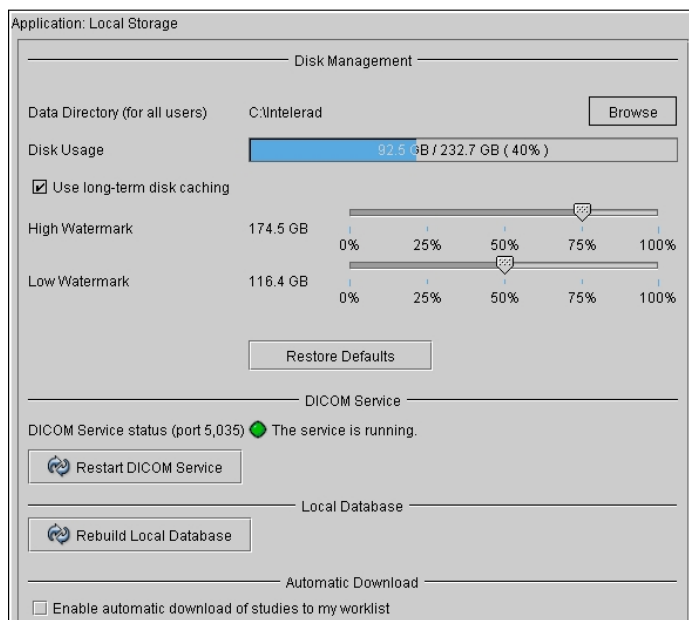 Application: Local Storage
Disk Management
Data Directory (for all users) C:\Intelerad Browse
Disk Usage 92.5 GB / 232.7 GB ( 40% )
Use long-term disk caching
High Watermark 174.5 GB
0% 25% 50% 75% 100%
Low Watermark 116.4 GB
0% 25% 50% 75% 100%
Restore Defaults
DICOM Service
DICOM Service status (port 5,035) The service is running.
Restart DICOM Service
Local Database
Rebuild Local Database
Automatic Download
Enable automatic download of studies to my worklist